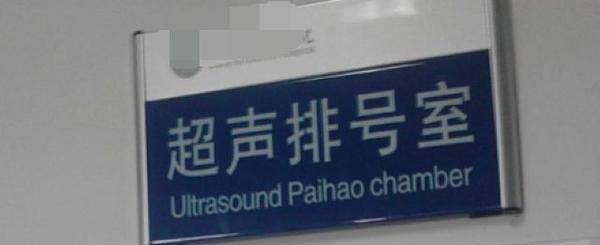 超声排号室
Ultrasound Paihao chamber